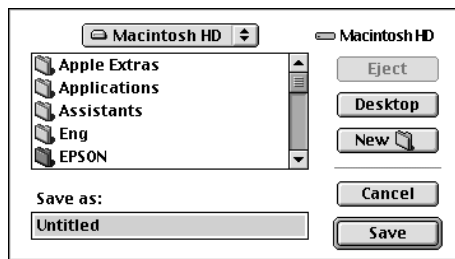 Macintosh HD
Macintosh HD
Apple Extras
Applications
Assistants
Eng
EPSON
Eject
Desktop
New
Save as:
Untitled
Cancel
Save